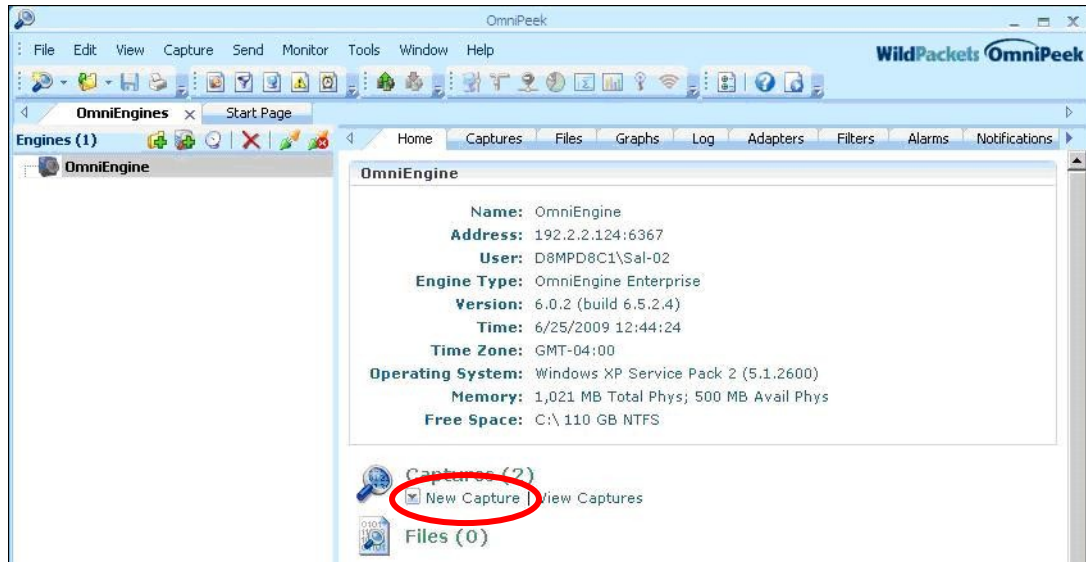 OmniPeek
File Edit View Capture Send Monitor Tools Window Help
WildPackets OmniPeek
OmniEngines Start Page
Engines (1)
Home Captures Files Graphs Log Adapters Filters Alarms Notifications
OmniEngine
OmniEngine
Name: OmniEngine
Address: 192.2.2.124:6367
User: D8MPD8C1\Sal-02
Engine Type: OmniEngine Enterprise
Version: 6.0.2 (build 6.5.2.4)
Time: 6/25/2009 12:44:24
Time Zone: GMT-04:00
Operating System: Windows XP Service Pack 2 (5.1.2600)
Memory: 1,021 MB Total Phys; 500 MB Avail Phys
Free Space: C:\ 110 GB NTFS
Captures (2)
New Capture | View Captures
Files (0)